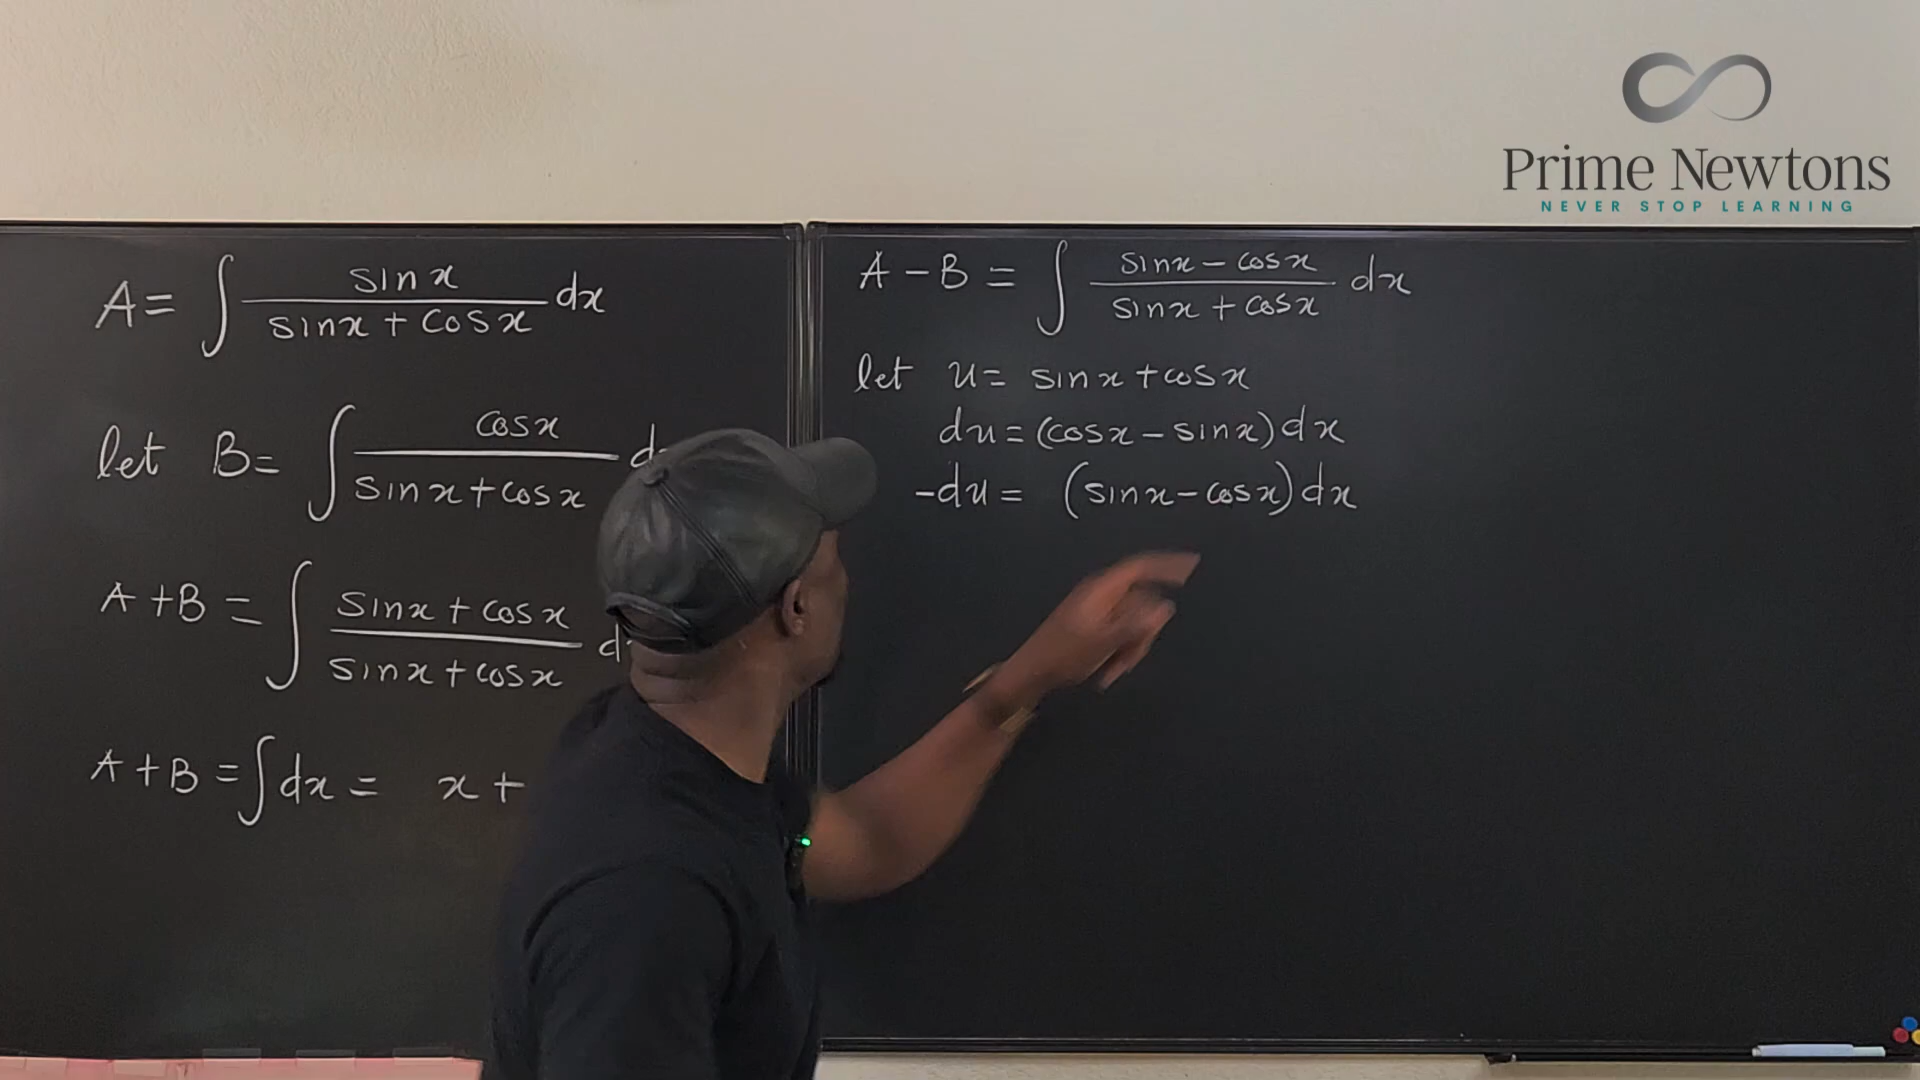 Prime Newtons
NEVER STOP LEARNING
A = ∫ sin x / (sin x + cos x) dx
let B = ∫ cos x / (sin x + cos x) d
A + B = ∫ (sin x + cos x) / (sin x + cos x) d
A + B = ∫ dx = x +
A - B = ∫ (sin x - cos x) / (sin x + cos x) dx
let u = sin x + cos x
du = (cos x - sin x) dx
-du = (sin x - cos x) dx